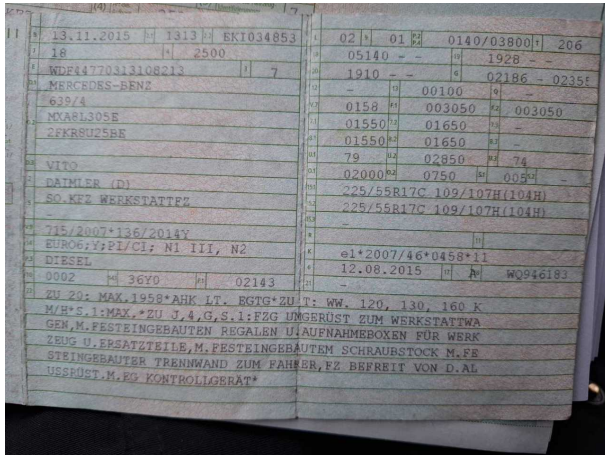 13.11.2015 1313 EKI034853
18 2500
WDF44770313108213 7
MERCEDES-BENZ
639/4
MXA8L305E
2FKR8U25BE
VITO
DAIMLER (D)
SO.KFZ WERKSTATTFZ
-
715/2007*136/2014Y
EURO6;Y;PI/CI; N1 III, N2
DIESEL
0002 36Y0 02143
02 01 0140/03800 206
05140 - - 1928 -
1910 - - 02186 - 0235
- 00100 -
0158 003050 003050
01550 01650 -
01550 01650 -
79 02850 74
02000 0750 005 -
225/55R17C 109/107H(104H)
225/55R17C 109/107H(104H)
-
-
e1*2007/46*0458*11
12.08.2015 A WQ946183
-
ZU 20: MAX.1958*AHK LT. EGTG*ZU T: WW. 120, 130, 160 K
M/H*S.1:MAX.*ZU J,4,G,S.1:FZG UMGERÜST ZUM WERKSTATTWA
GEN,M.FESTEINGEBAUTEN REGALEN U.AUFNAHMEBOXEN FÜR WERK
ZEUG U.ERSATZTEILE,M.FESTEINGEBAUTEM SCHRAUBSTOCK M.FE
STEINGEBAUTER TRENNWAND ZUM FAHRER,FZ BEFREIT VON D.AL
USSPÜST.M.EG KONTROLLGERÄT*